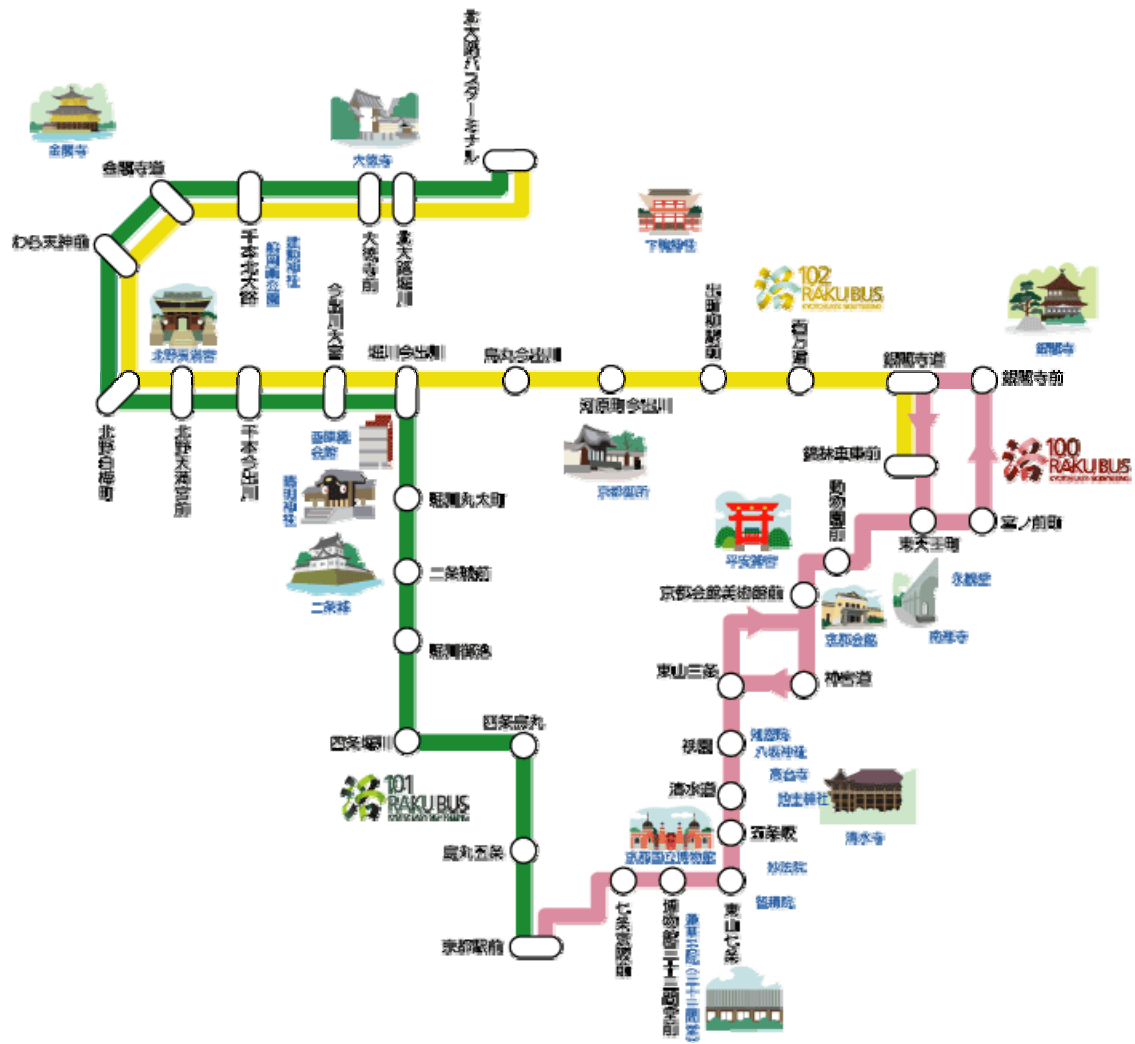 北大路バスターミナル
金閣寺
大徳寺
金閣寺道
わら天神前
千本北大路
建勲神社
船岡山公園
大徳寺前
北大路堀川
下鴨神社
102
RAKU BUS
銀閣寺
北野天満宮
今出川大宮
堀川今出川
烏丸今出川
河原町今出川
出町柳駅前
百万遍
銀閣寺道
銀閣寺前
北野白梅町
北野天満宮前
千本今出川
西陣織
会館
京都御所
錦林車庫前
100
RAKU BUS
晴明神社
堀川丸太町
平安神宮
動物園前
東天王町
宮ノ前町
二条城
二条城前
京都会館美術館前
京都会館
永観堂
南禅寺
堀川御池
東山三条
神宮道
四条堀川
四条烏丸
祇園
知恩院
八坂神社
高台寺
清水道
地主神社
清水寺
101
RAKU BUS
五条坂
烏丸五条
京都国立博物館
妙法院
智積院
京都駅前
七条京阪前
博物館三十三間堂前
蓮華王院(三十三間堂)
東山七条